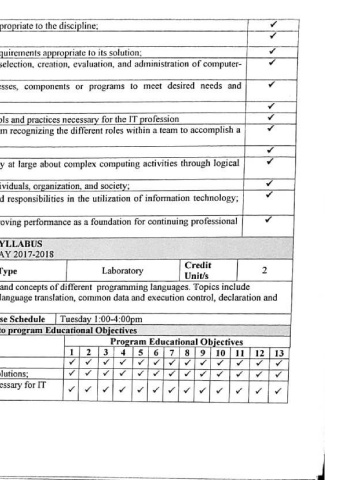 propriate to the discipline; ✓
✓
quirements appropriate to its solution; ✓
selection, creation, evaluation, and administration of computer- ✓
esses, components or programs to meet desired needs and ✓
✓
ols and practices necessary for the IT profession ✓
m recognizing the different roles within a team to accomplish a ✓
✓
y at large about complex computing activities through logical ✓
ividuals, organization, and society; ✓
d responsibilities in the utilization of information technology; ✓
oving performance as a foundation for continuing professional ✓
YLLABUS
AY 2017-2018
Type Laboratory Credit Unit/s 2
and concepts of different programming languages. Topics include
language translation, common data and execution control, declaration and
se Schedule Tuesday 1:00-4:00pm
to program Educational Objectives
Program Educational Objectives
1 2 3 4 5 6 7 8 9 10 11 12 13
✓ ✓ ✓ ✓ ✓ ✓ ✓ ✓ ✓ ✓ ✓ ✓ ✓
lutions; ✓ ✓ ✓ ✓ ✓ ✓ ✓ ✓ ✓ ✓ ✓ ✓ ✓
essary for IT ✓ ✓ ✓ ✓ ✓ ✓ ✓ ✓ ✓ ✓ ✓ ✓ ✓